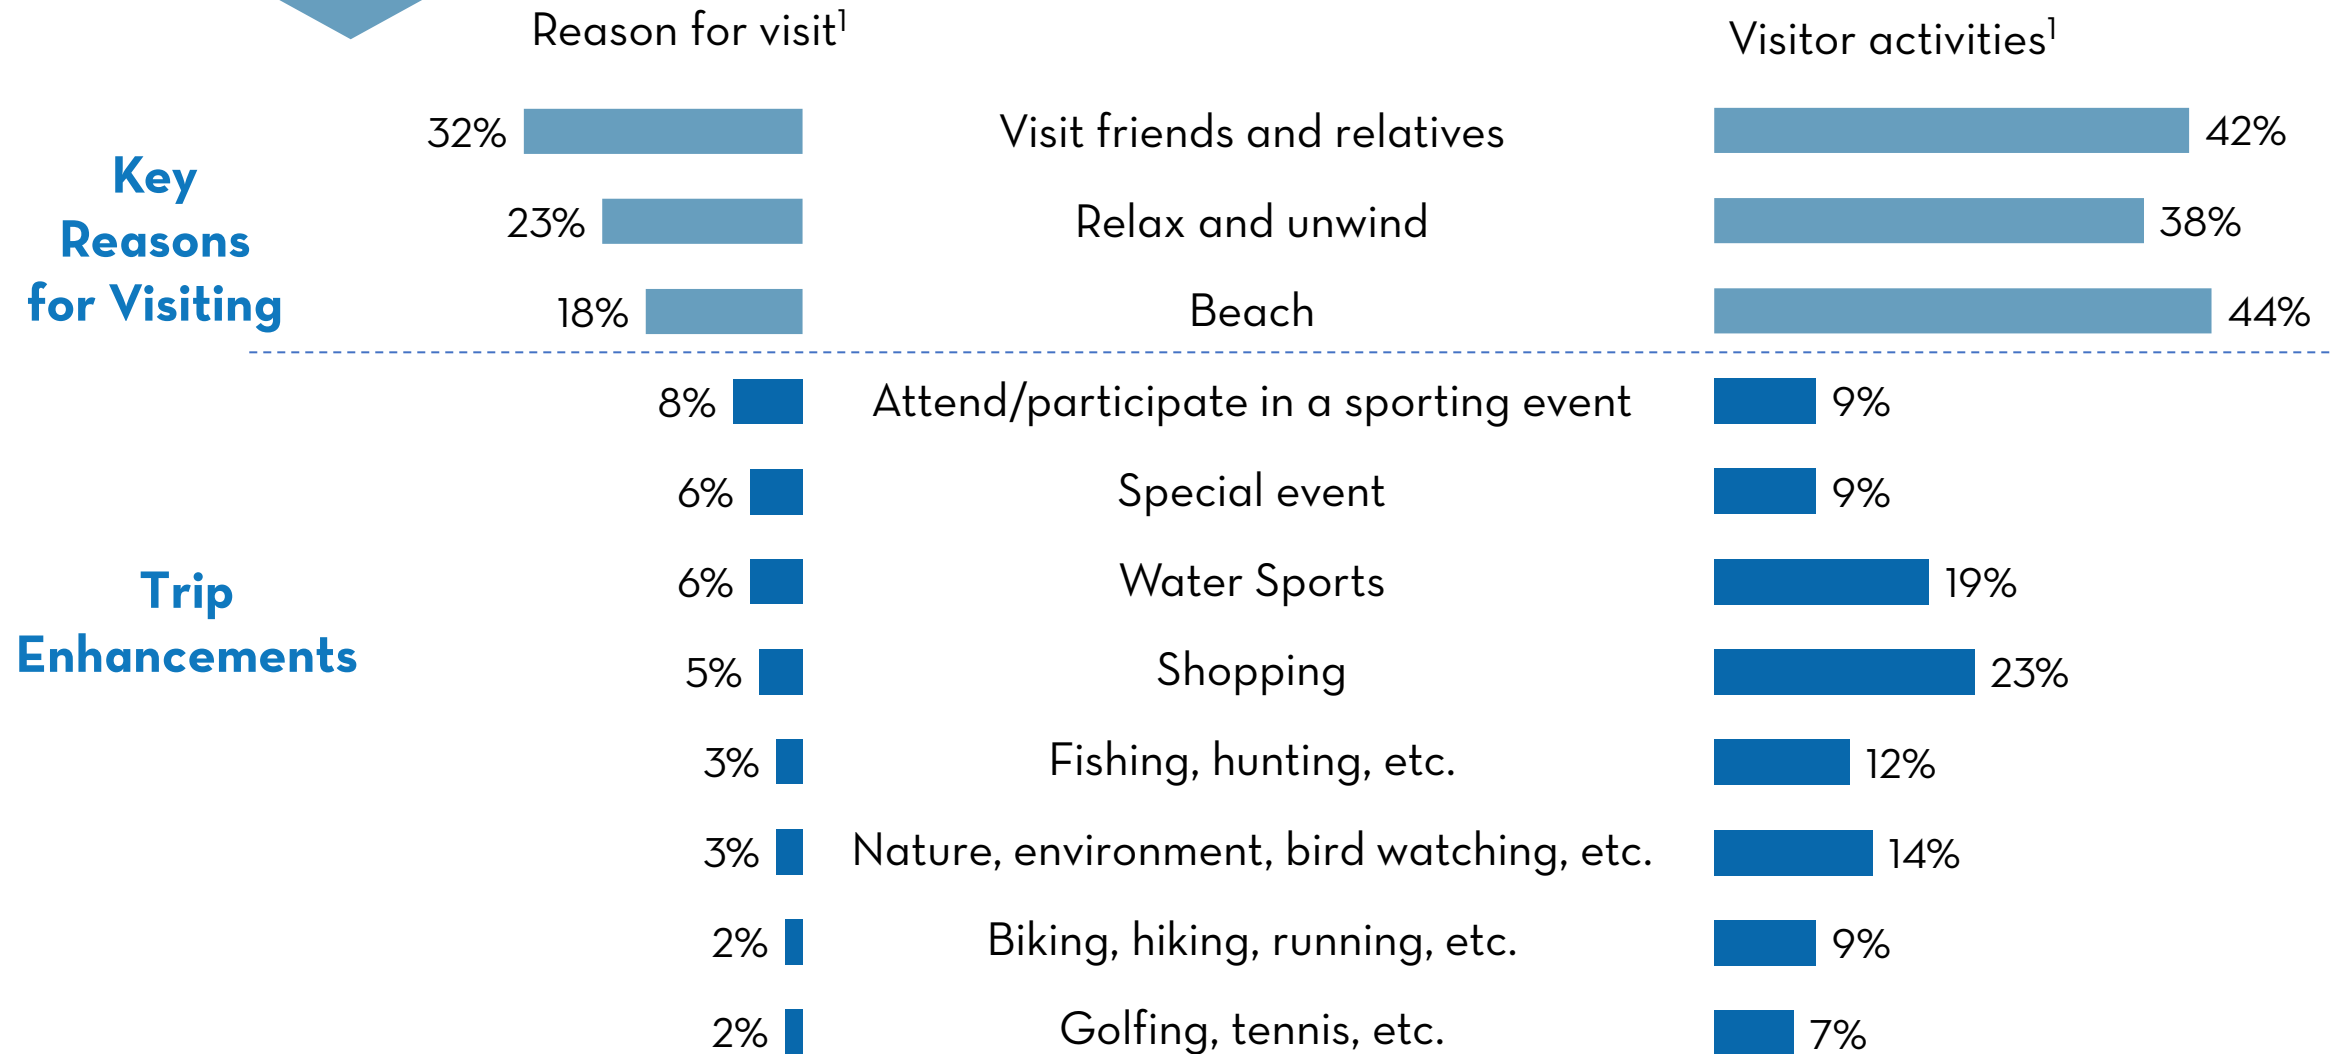 Reason for visit¹
Visitor activities¹
Key
Reasons
for Visiting
32% Visit friends and relatives 42%
23% Relax and unwind 38%
18% Beach 44%
Trip
Enhancements
8% Attend/participate in a sporting event 9%
6% Special event 9%
6% Water Sports 19%
5% Shopping 23%
3% Fishing, hunting, etc. 12%
3% Nature, environment, bird watching, etc. 14%
2% Biking, hiking, running, etc. 9%
2% Golfing, tennis, etc. 7%